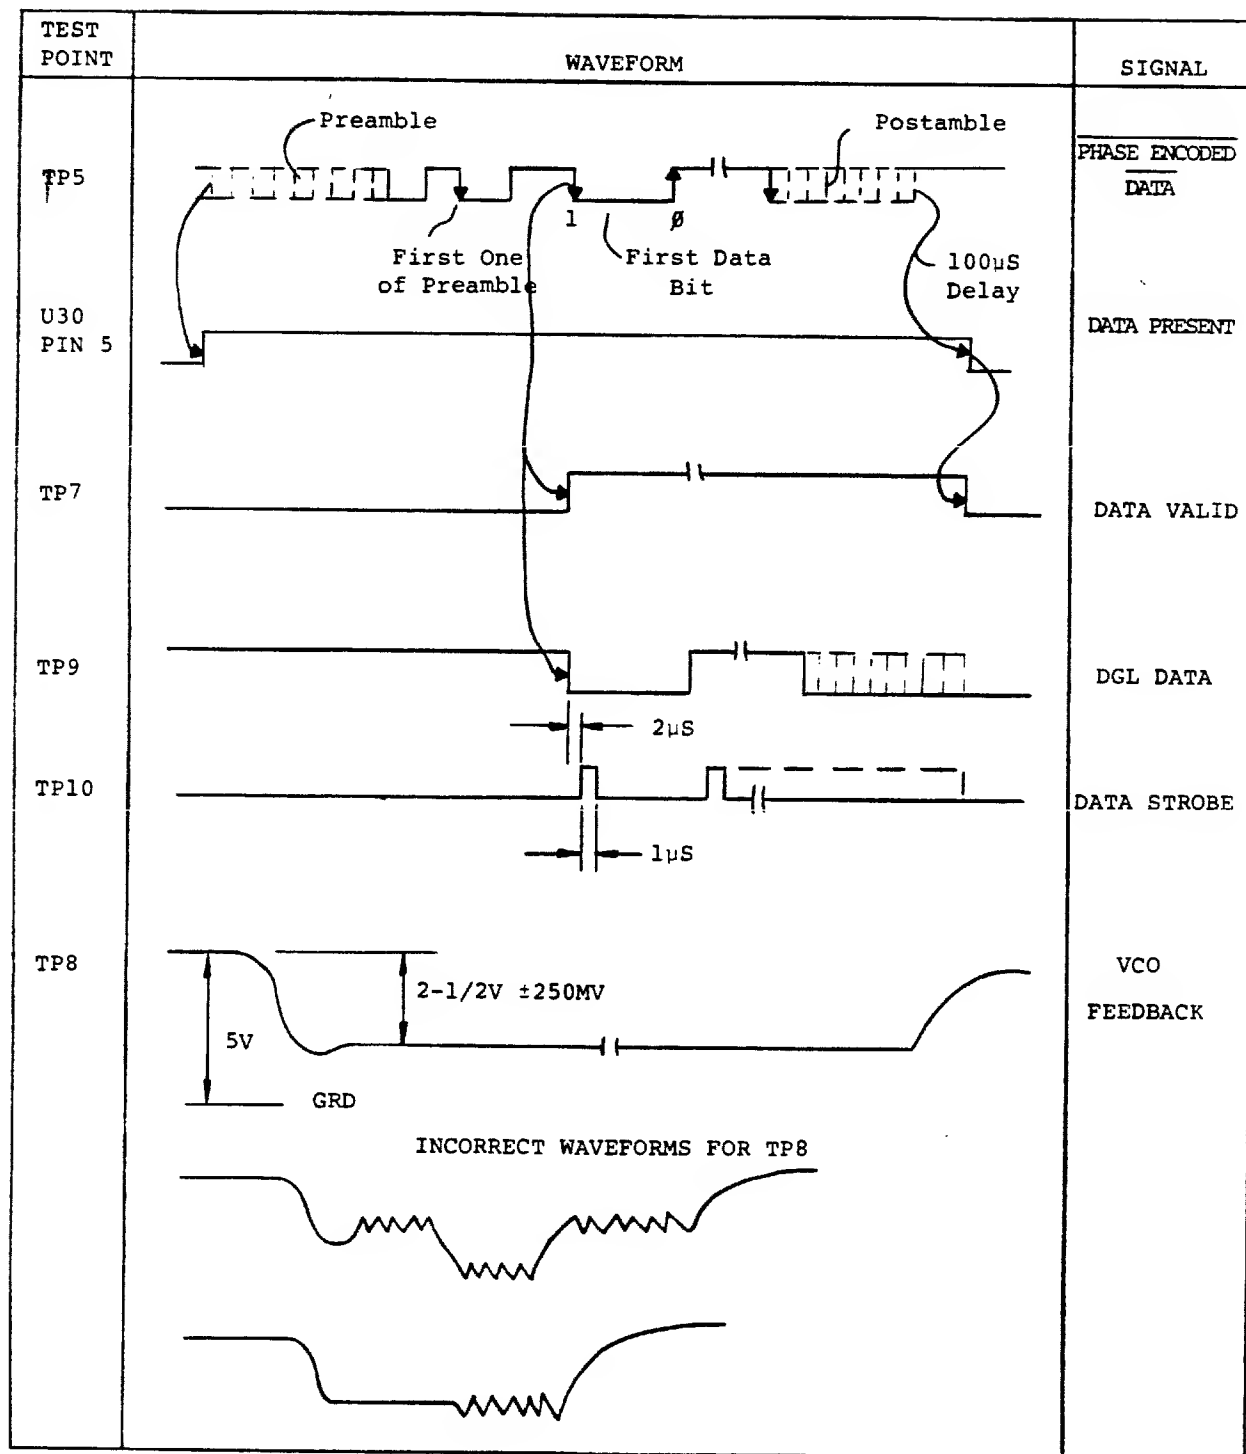 TEST
POINT
WAVEFORM
SIGNAL
Preamble
Postamble
PHASE ENCODED
DATA
TP5
1
Ø
First One
of Preamble
First Data
Bit
100µS
Delay
U30
PIN 5
DATA PRESENT
TP7
DATA VALID
TP9
DGL DATA
2µS
TP10
DATA STROBE
1µS
TP8
2-1/2V ±250MV
VCO
FEEDBACK
5V
GRD
INCORRECT WAVEFORMS FOR TP8